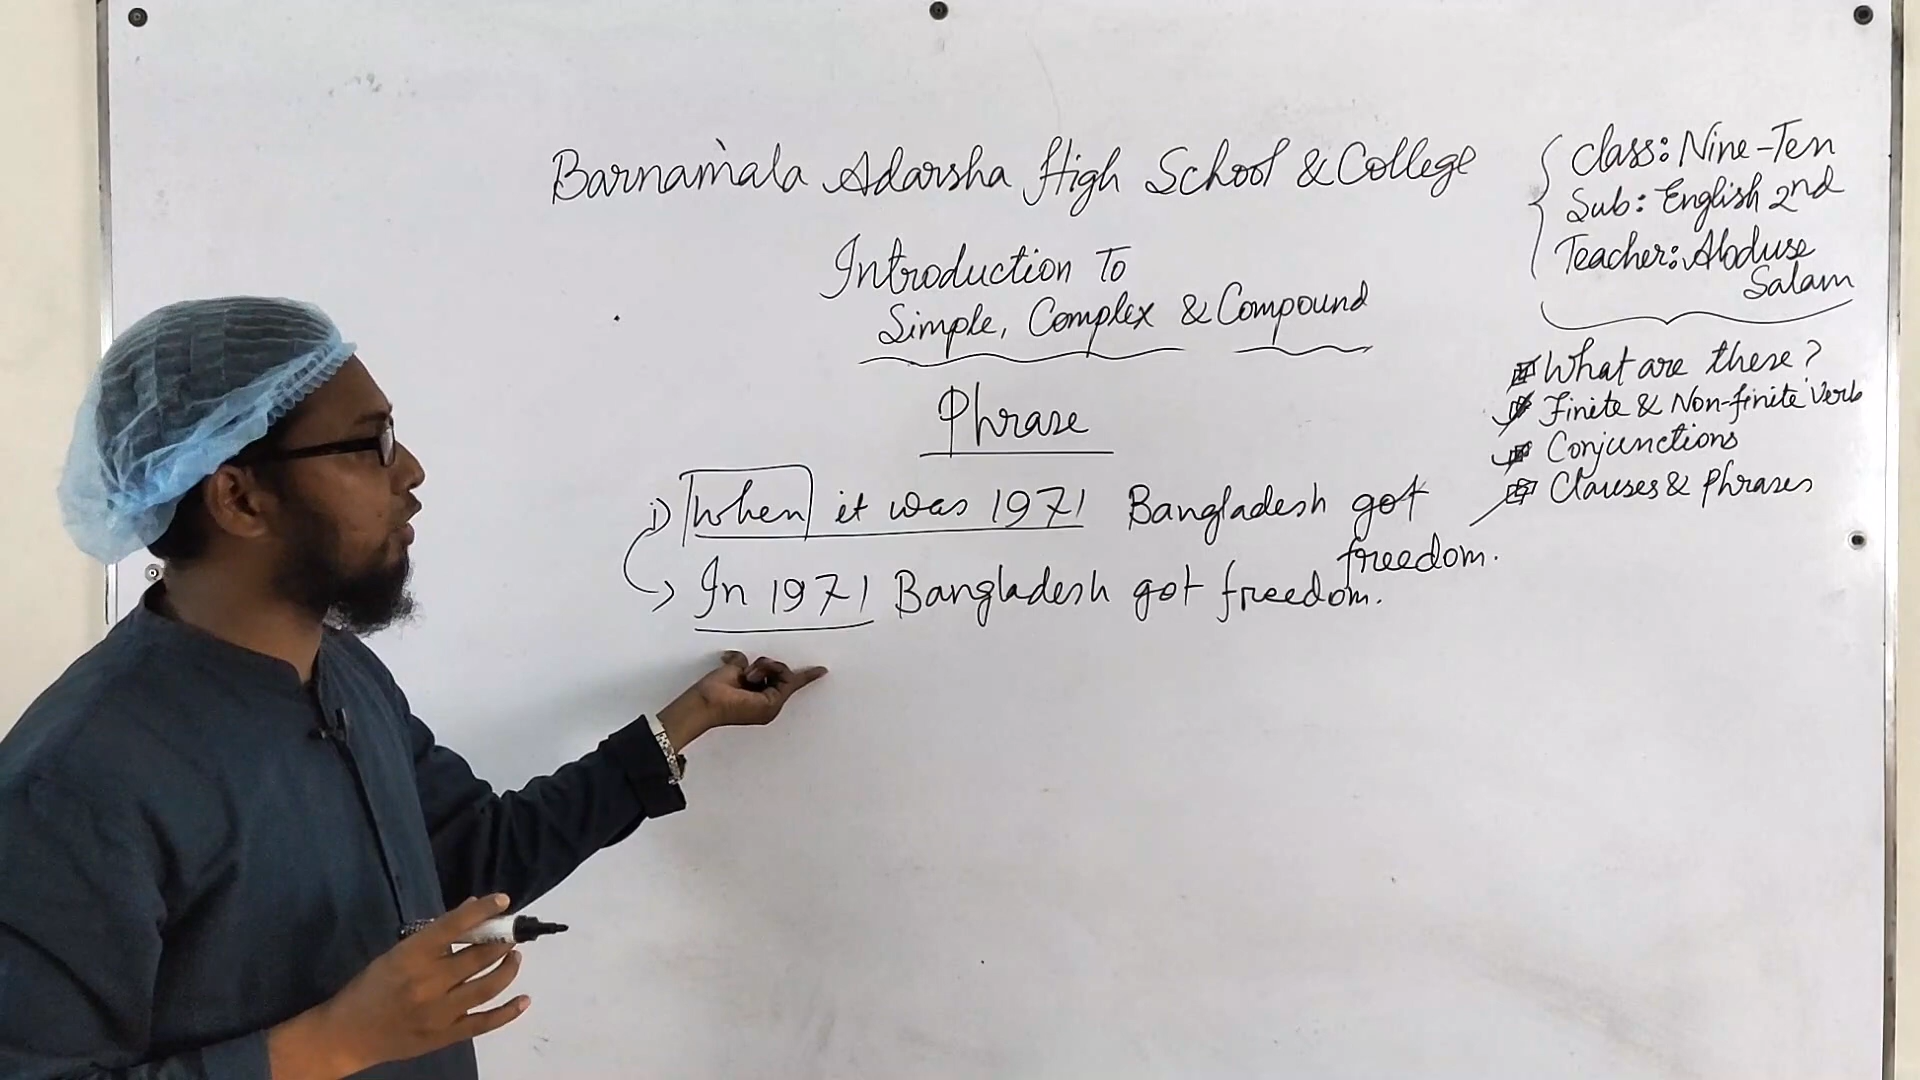 Barnamala Adarsha High School & College
Introduction To
Simple, Complex & Compound
Phrase
i) When it was 1971 Bangladesh got
freedom.
In 1971 Bangladesh got freedom.
Class: Nine-Ten
Sub: English 2nd
Teacher: Abduse
Salam
What are these?
Finite & Non-finite Verb
Conjunctions
Clauses & Phrases